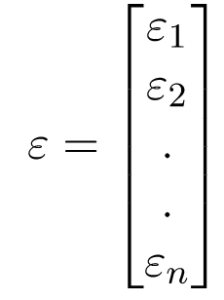 ε = [ε₁
ε₂
.
.
εₙ]